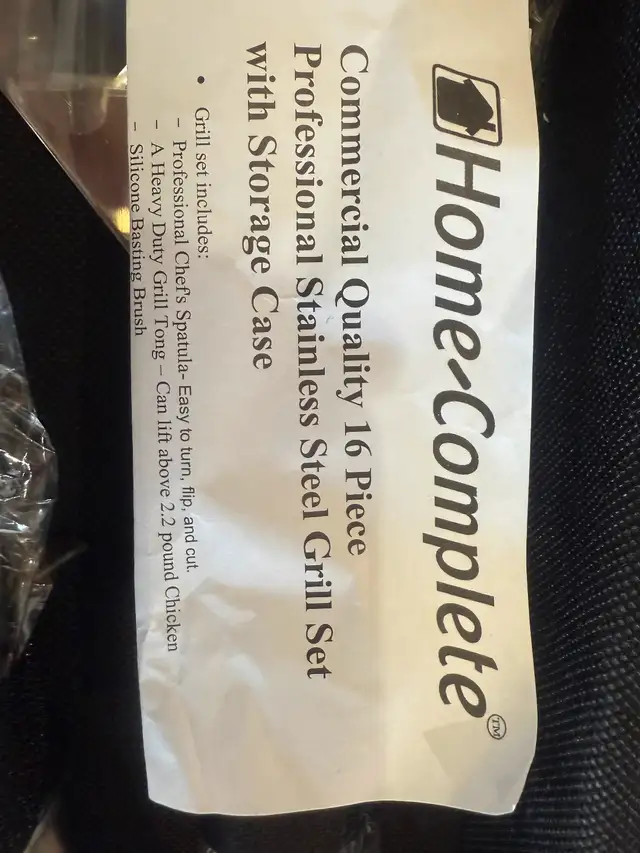 Home-Complete™
Commercial Quality 16 Piece
Professional Stainless Steel Grill Set
with Storage Case
• Grill set includes:
– Professional Chef's Spatula- Easy to turn, flip, and cut.
– A Heavy Duty Grill Tong – Can lift above 2.2 pound Chicken
– Silicone Basting Brush